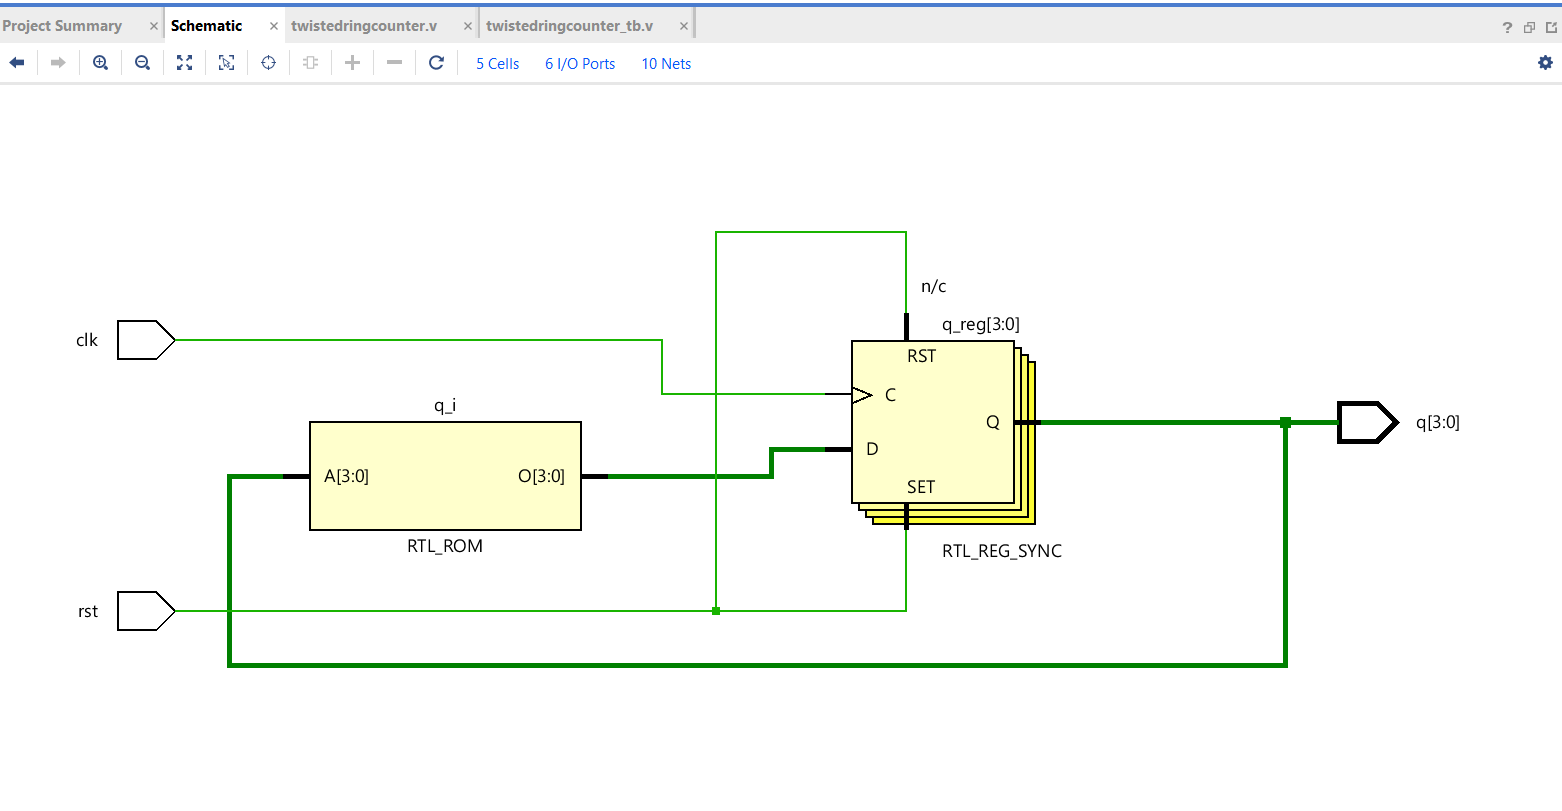 Project Summary × Schematic × twistedringcounter.v × twistedringcounter_tb.v ×
?
5 Cells 6 I/O Ports 10 Nets
n/c
q_reg[3:0]
RST
clk
C
q_i
Q
q[3:0]
D
A[3:0] O[3:0]
SET
RTL_ROM
RTL_REG_SYNC
rst